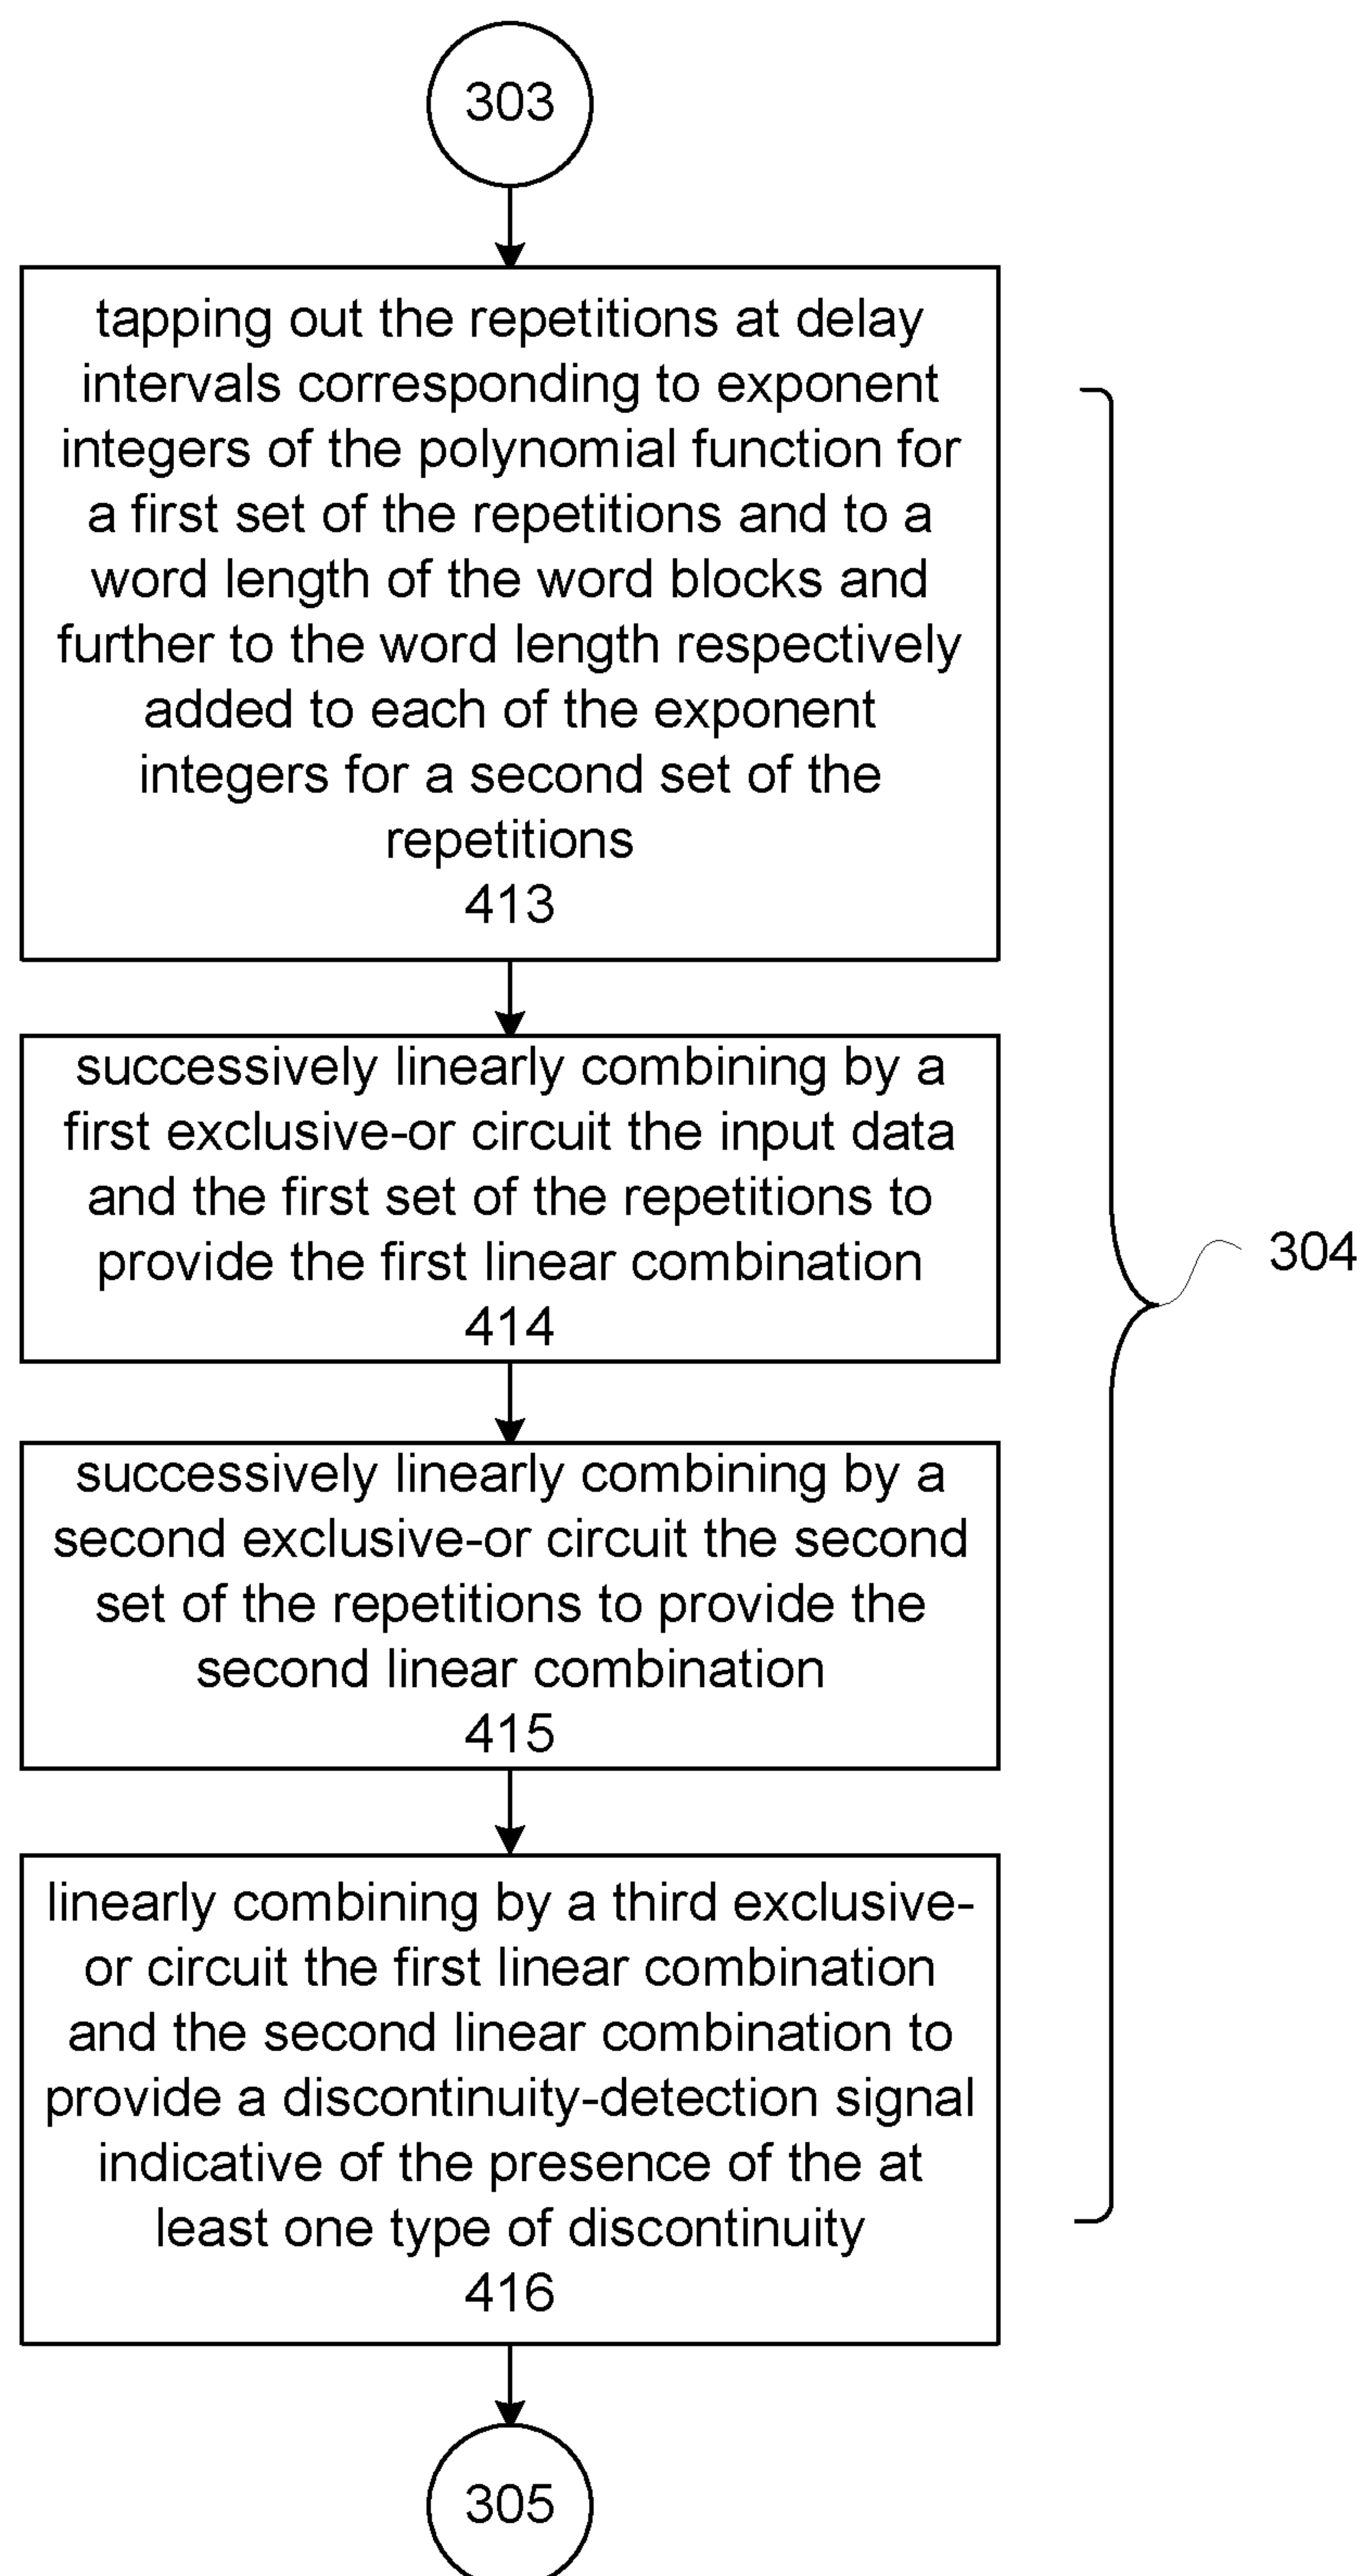 303
tapping out the repetitions at delay
intervals corresponding to exponent
integers of the polynomial function for
a first set of the repetitions and to a
word length of the word blocks and
further to the word length respectively
added to each of the exponent
integers for a second set of the
repetitions
413
successively linearly combining by a
first exclusive-or circuit the input data
and the first set of the repetitions to
provide the first linear combination
414
304
successively linearly combining by a
second exclusive-or circuit the second
set of the repetitions to provide the
second linear combination
415
linearly combining by a third exclusive-
or circuit the first linear combination
and the second linear combination to
provide a discontinuity-detection signal
indicative of the presence of the at
least one type of discontinuity
416
305